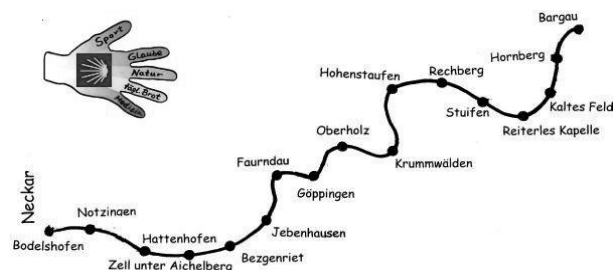 Sport
Glaube
Natur
tägl. Brot
Bargau
Hornberg
Hohenstaufen
Rechberg
Kaltes Feld
Stuifen
Reiterles Kapelle
Oberholz
Krummwälden
Faurndau
Göppingen
Neckar
Notzingen
Jebenhausen
Hattenhofen
Bodelshofen
Bezgenriet
Zell unter Aichelberg